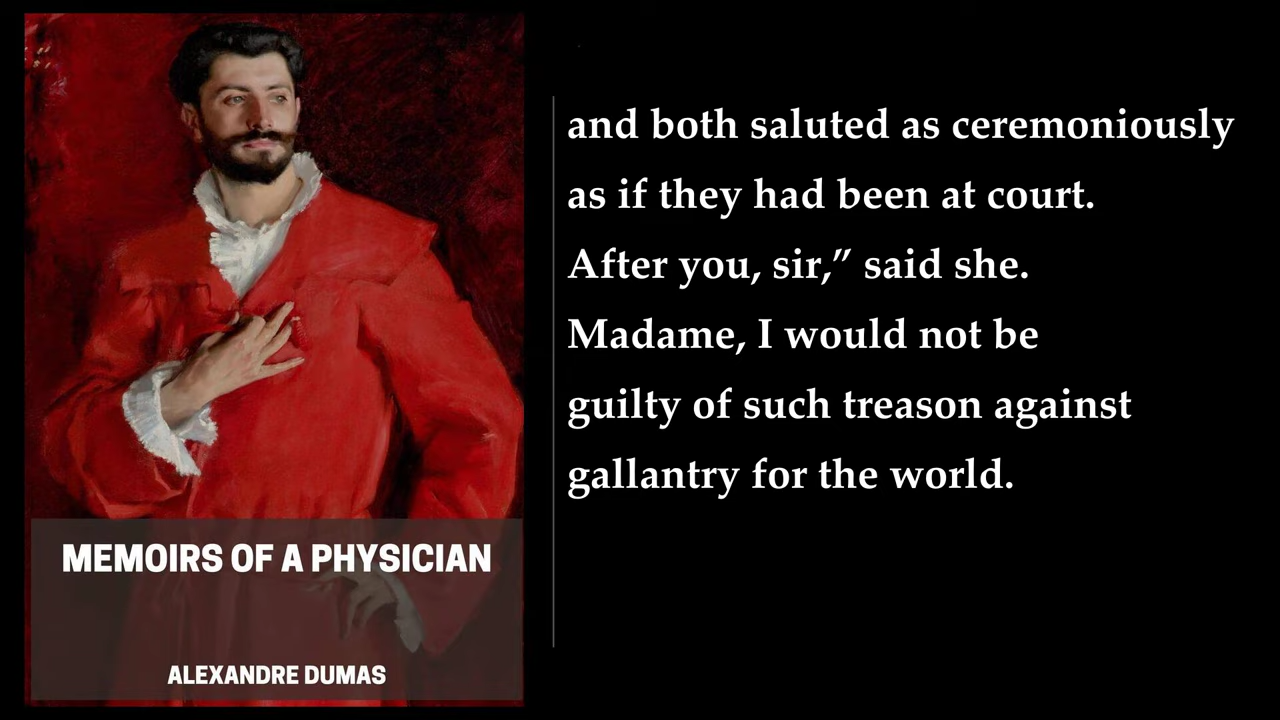 and both saluted as ceremoniously
as if they had been at court.
After you, sir,” said she.
Madame, I would not be
guilty of such treason against
gallantry for the world.
MEMOIRS OF A PHYSICIAN
ALEXANDRE DUMAS